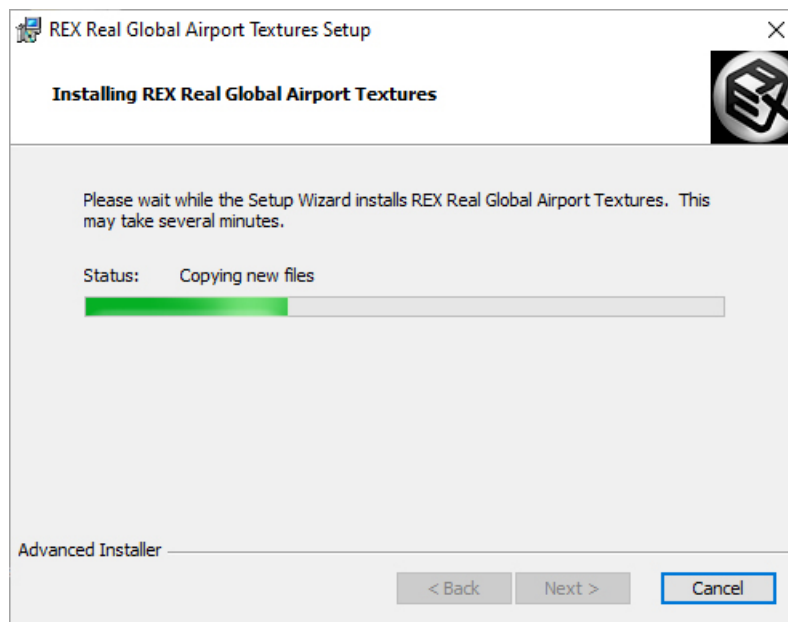 REX Real Global Airport Textures Setup
Installing REX Real Global Airport Textures
Please wait while the Setup Wizard installs REX Real Global Airport Textures.  This
may take several minutes.
Status: Copying new files
Advanced Installer
< Back Next > Cancel